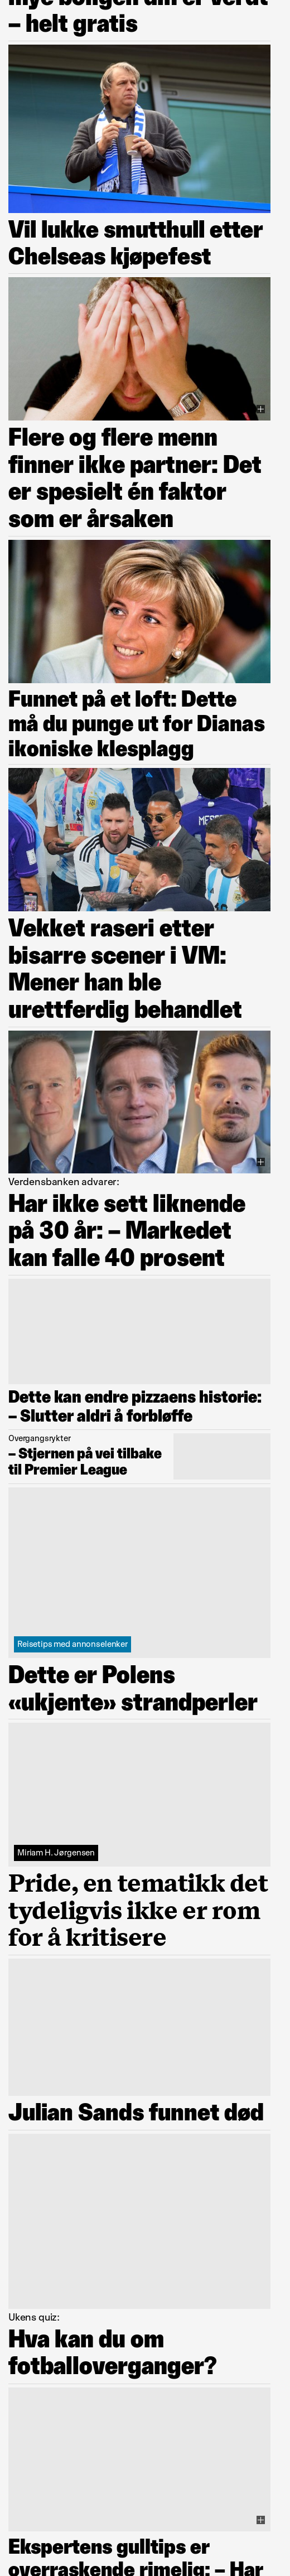 – helt gratis
Vil lukke smutthull etter
Chelseas kjøpefest
Flere og flere menn
finner ikke partner: Det
er spesielt én faktor
som er årsaken
Funnet på et loft: Dette
må du punge ut for Dianas
ikoniske klesplagg
MESSI
Vekket raseri etter
bisarre scener i VM:
Mener han ble
urettferdig behandlet
Verdensbanken advarer:
Har ikke sett liknende
på 30 år: – Markedet
kan falle 40 prosent
Dette kan endre pizzaens historie:
– Slutter aldri å forbløffe
Overgangsrykter
– Stjernen på vei tilbake
til Premier League
Reisetips med annonselenker
Dette er Polens
«ukjente» strandperler
Miriam H. Jørgensen
Pride, en tematikk det
tydeligvis ikke er rom
for å kritisere
Julian Sands funnet død
Ukens quiz:
Hva kan du om
fotballoverganger?
Ekspertens gulltips er
overraskende rimelig: – Har